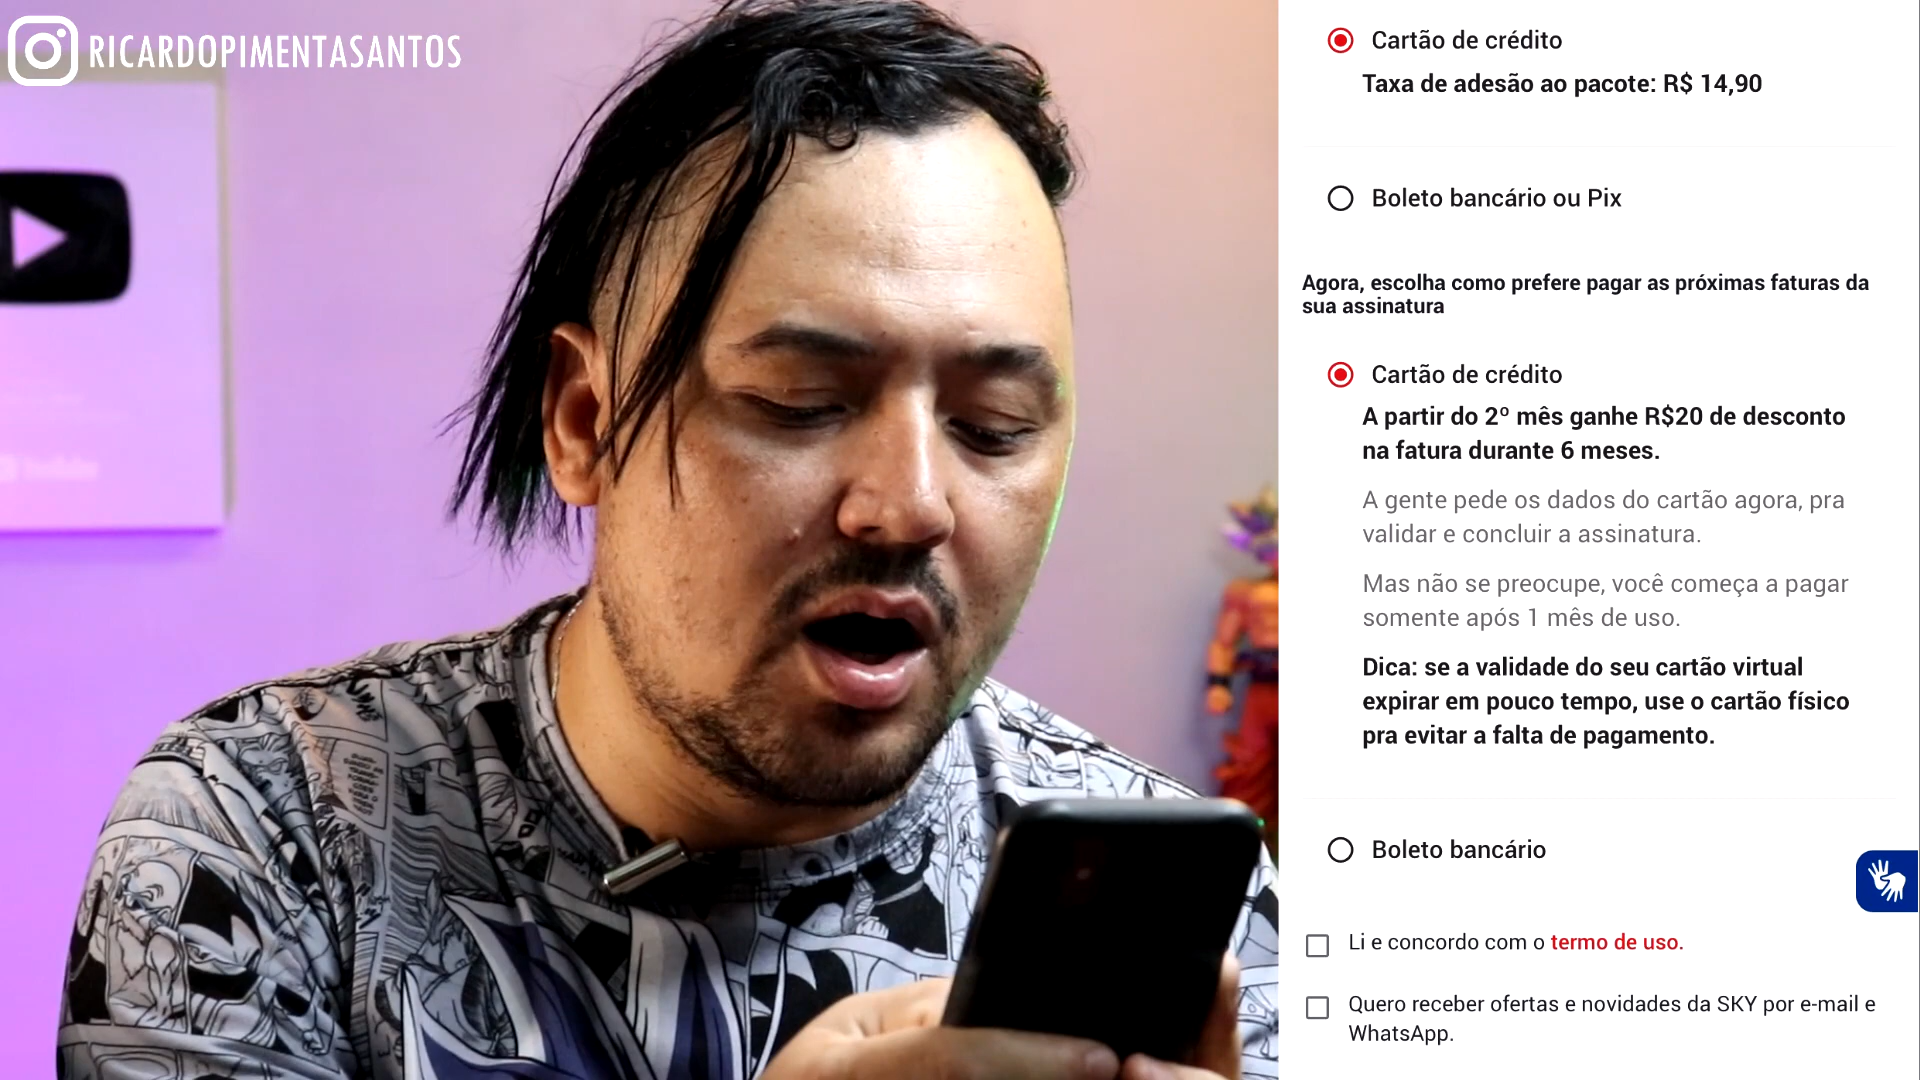 RICARDOPIMENTASANTOS
Cartão de crédito
Taxa de adesão ao pacote: R$ 14,90
Boleto bancário ou Pix
Agora, escolha como prefere pagar as próximas faturas da
sua assinatura
Cartão de crédito
A partir do 2º mês ganhe R$20 de desconto
na fatura durante 6 meses.
A gente pede os dados do cartão agora, pra
validar e concluir a assinatura.
Mas não se preocupe, você começa a pagar
somente após 1 mês de uso.
Dica: se a validade do seu cartão virtual
expirar em pouco tempo, use o cartão físico
pra evitar a falta de pagamento.
Boleto bancário
Li e concordo com o termo de uso.
Quero receber ofertas e novidades da SKY por e-mail e
WhatsApp.